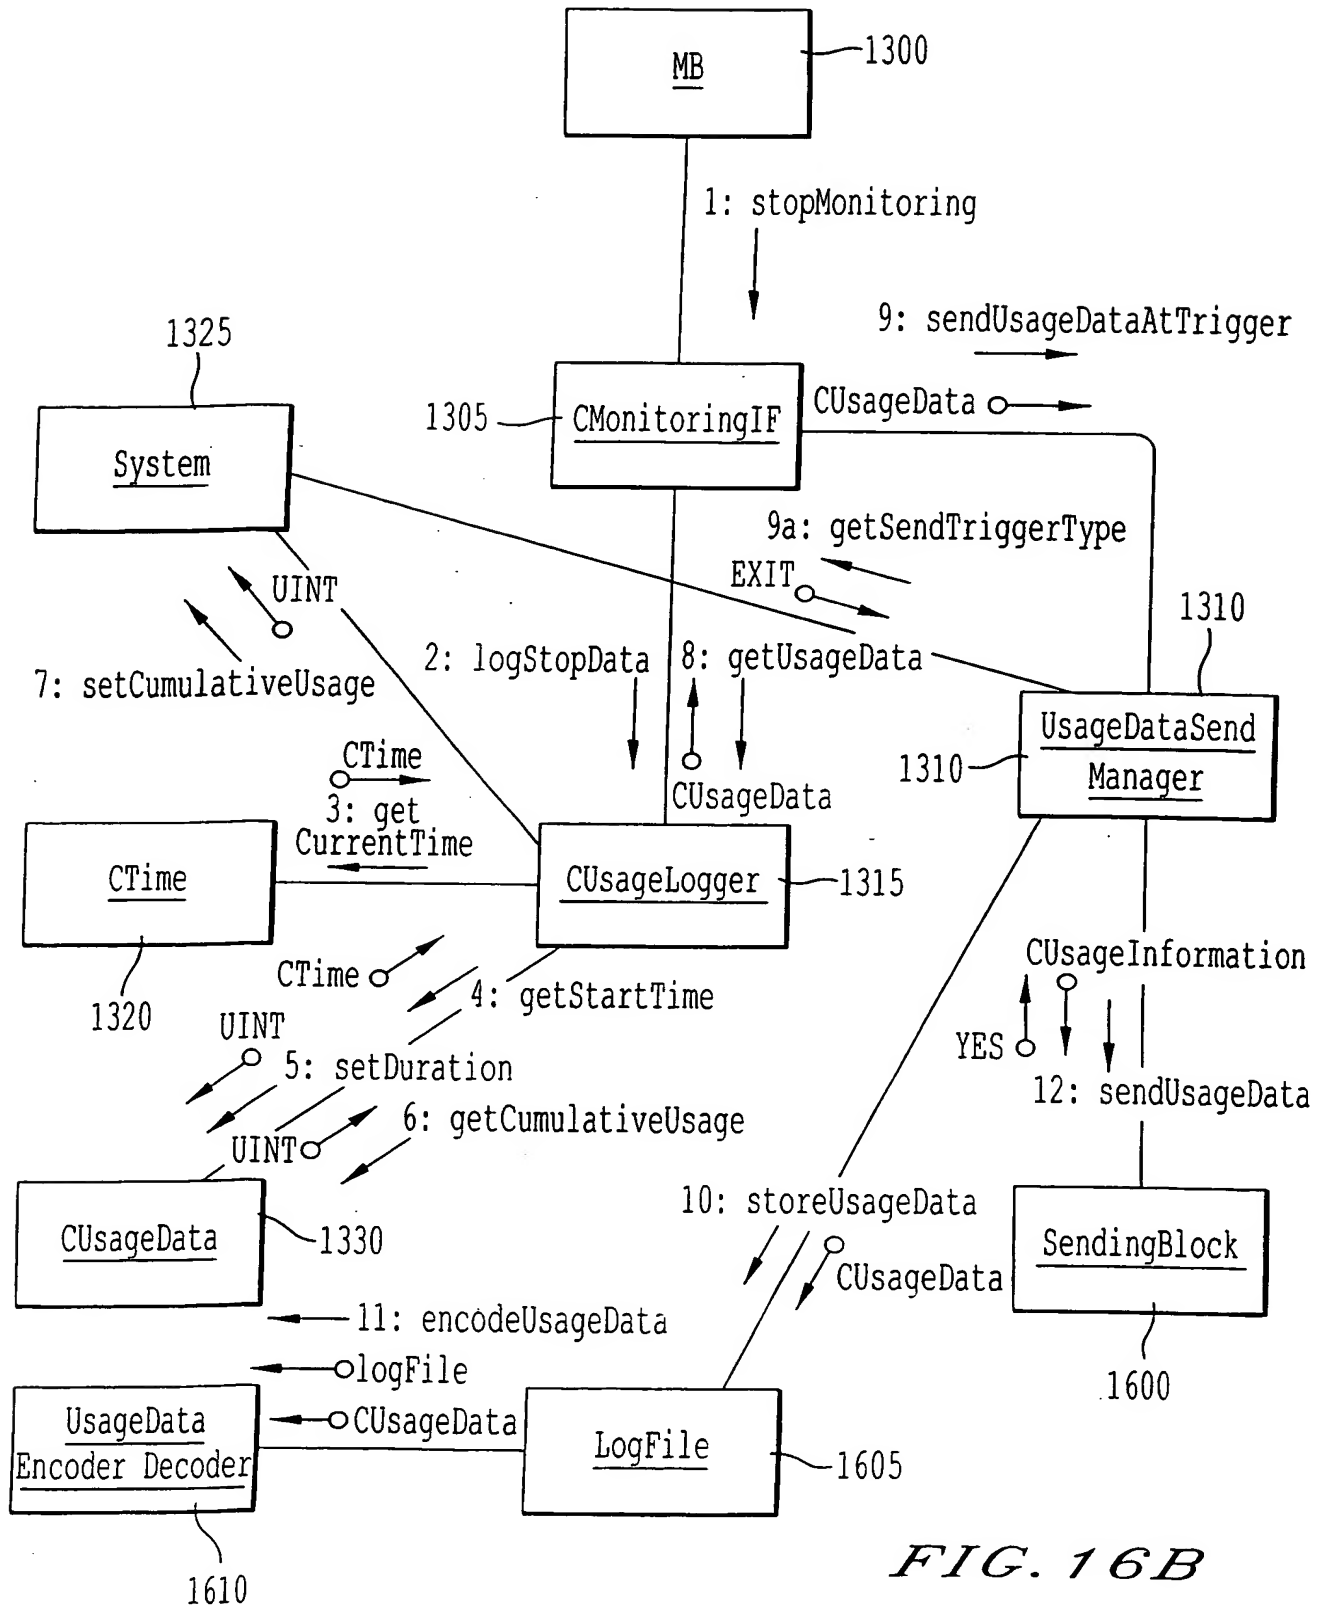 MB
1300
1: stopMonitoring
9: sendUsageDataAtTrigger
CUsageData
1325
System
1305
CMonitoringIF
9a: getSendTriggerType
EXIT
UINT
7: setCumulativeUsage
2: logStopData
8: getUsageData
CUsageData
1310
UsageDataSend
Manager
1310
CTime
3: get
CurrentTime
CTime
1320
CUsageLogger
1315
CTime
4: getStartTime
UINT
5: setDuration
UINT
6: getCumulativeUsage
CUsageInformation
YES
12: sendUsageData
CUsageData
1330
10: storeUsageData
CUsageData
SendingBlock
1600
11: encodeUsageData
logFile
CUsageData
UsageData
Encoder Decoder
1610
LogFile
1605
FIG. 16B